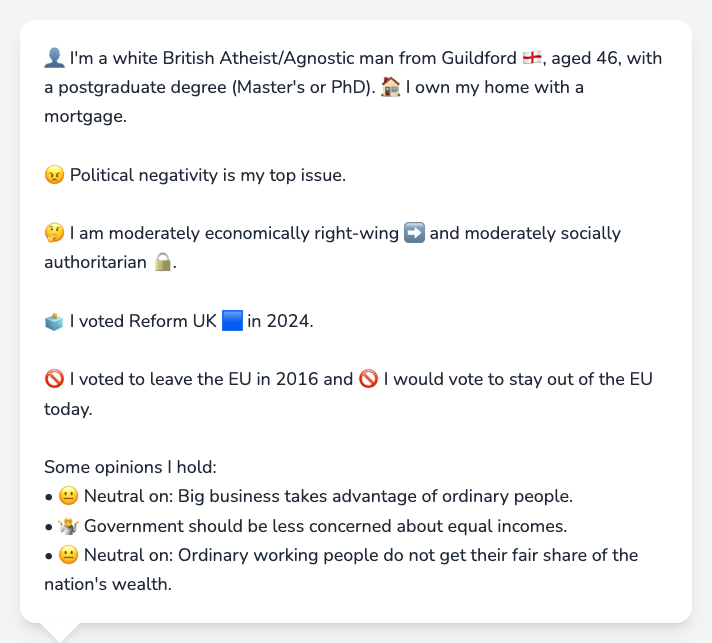 👤 I'm a white British Atheist/Agnostic man from Guildford 🏴󠁧󠁢󠁥󠁮󠁧󠁿, aged 46, with
a postgraduate degree (Master's or PhD). 🏠 I own my home with a
mortgage.
😠 Political negativity is my top issue.
🤔 I am moderately economically right-wing ➡️ and moderately socially
authoritarian 🔒.
🗳️ I voted Reform UK 🟦 in 2024.
🚫 I voted to leave the EU in 2016 and 🚫 I would vote to stay out of the EU
today.
Some opinions I hold:
• 😐 Neutral on: Big business takes advantage of ordinary people.
• 🤷 Government should be less concerned about equal incomes.
• 😐 Neutral on: Ordinary working people do not get their fair share of the
nation's wealth.